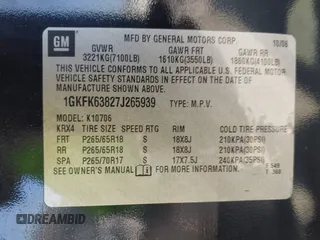 GM
MFD BY GENERAL MOTORS CORP 10/06
GVWR GAWR FRT GAWR RR
3221KG(7100LB) 1610KG(3550LB) 1860KG(4100LB)
THIS VEHICLE CONFORMS TO ALL APPLICABLE U.S. FEDERAL MOTOR
VEHICLE SAFETY, BUMPER, AND THEFT PREVENTION STANDARDS
IN EFFECT ON THE DATE OF
MANUFACTURE SHOWN ABOVE.
1GKFK63827J265939 TYPE: M.P.V.
MODEL: K10706
KRX4 TIRE SIZE SPEED RTG RIM COLD TIRE PRESSURE
FRT P265/65R18 S 18X8J 210KPA(30PSI)
RR P265/65R18 S 18X8J 210KPA(30PSI)
SPA P265/70R17 S 17X7.5J 240KPA(35PSI)
SEE OWNER'S MANUAL FOR MORE INFORMATION
DREAMBID